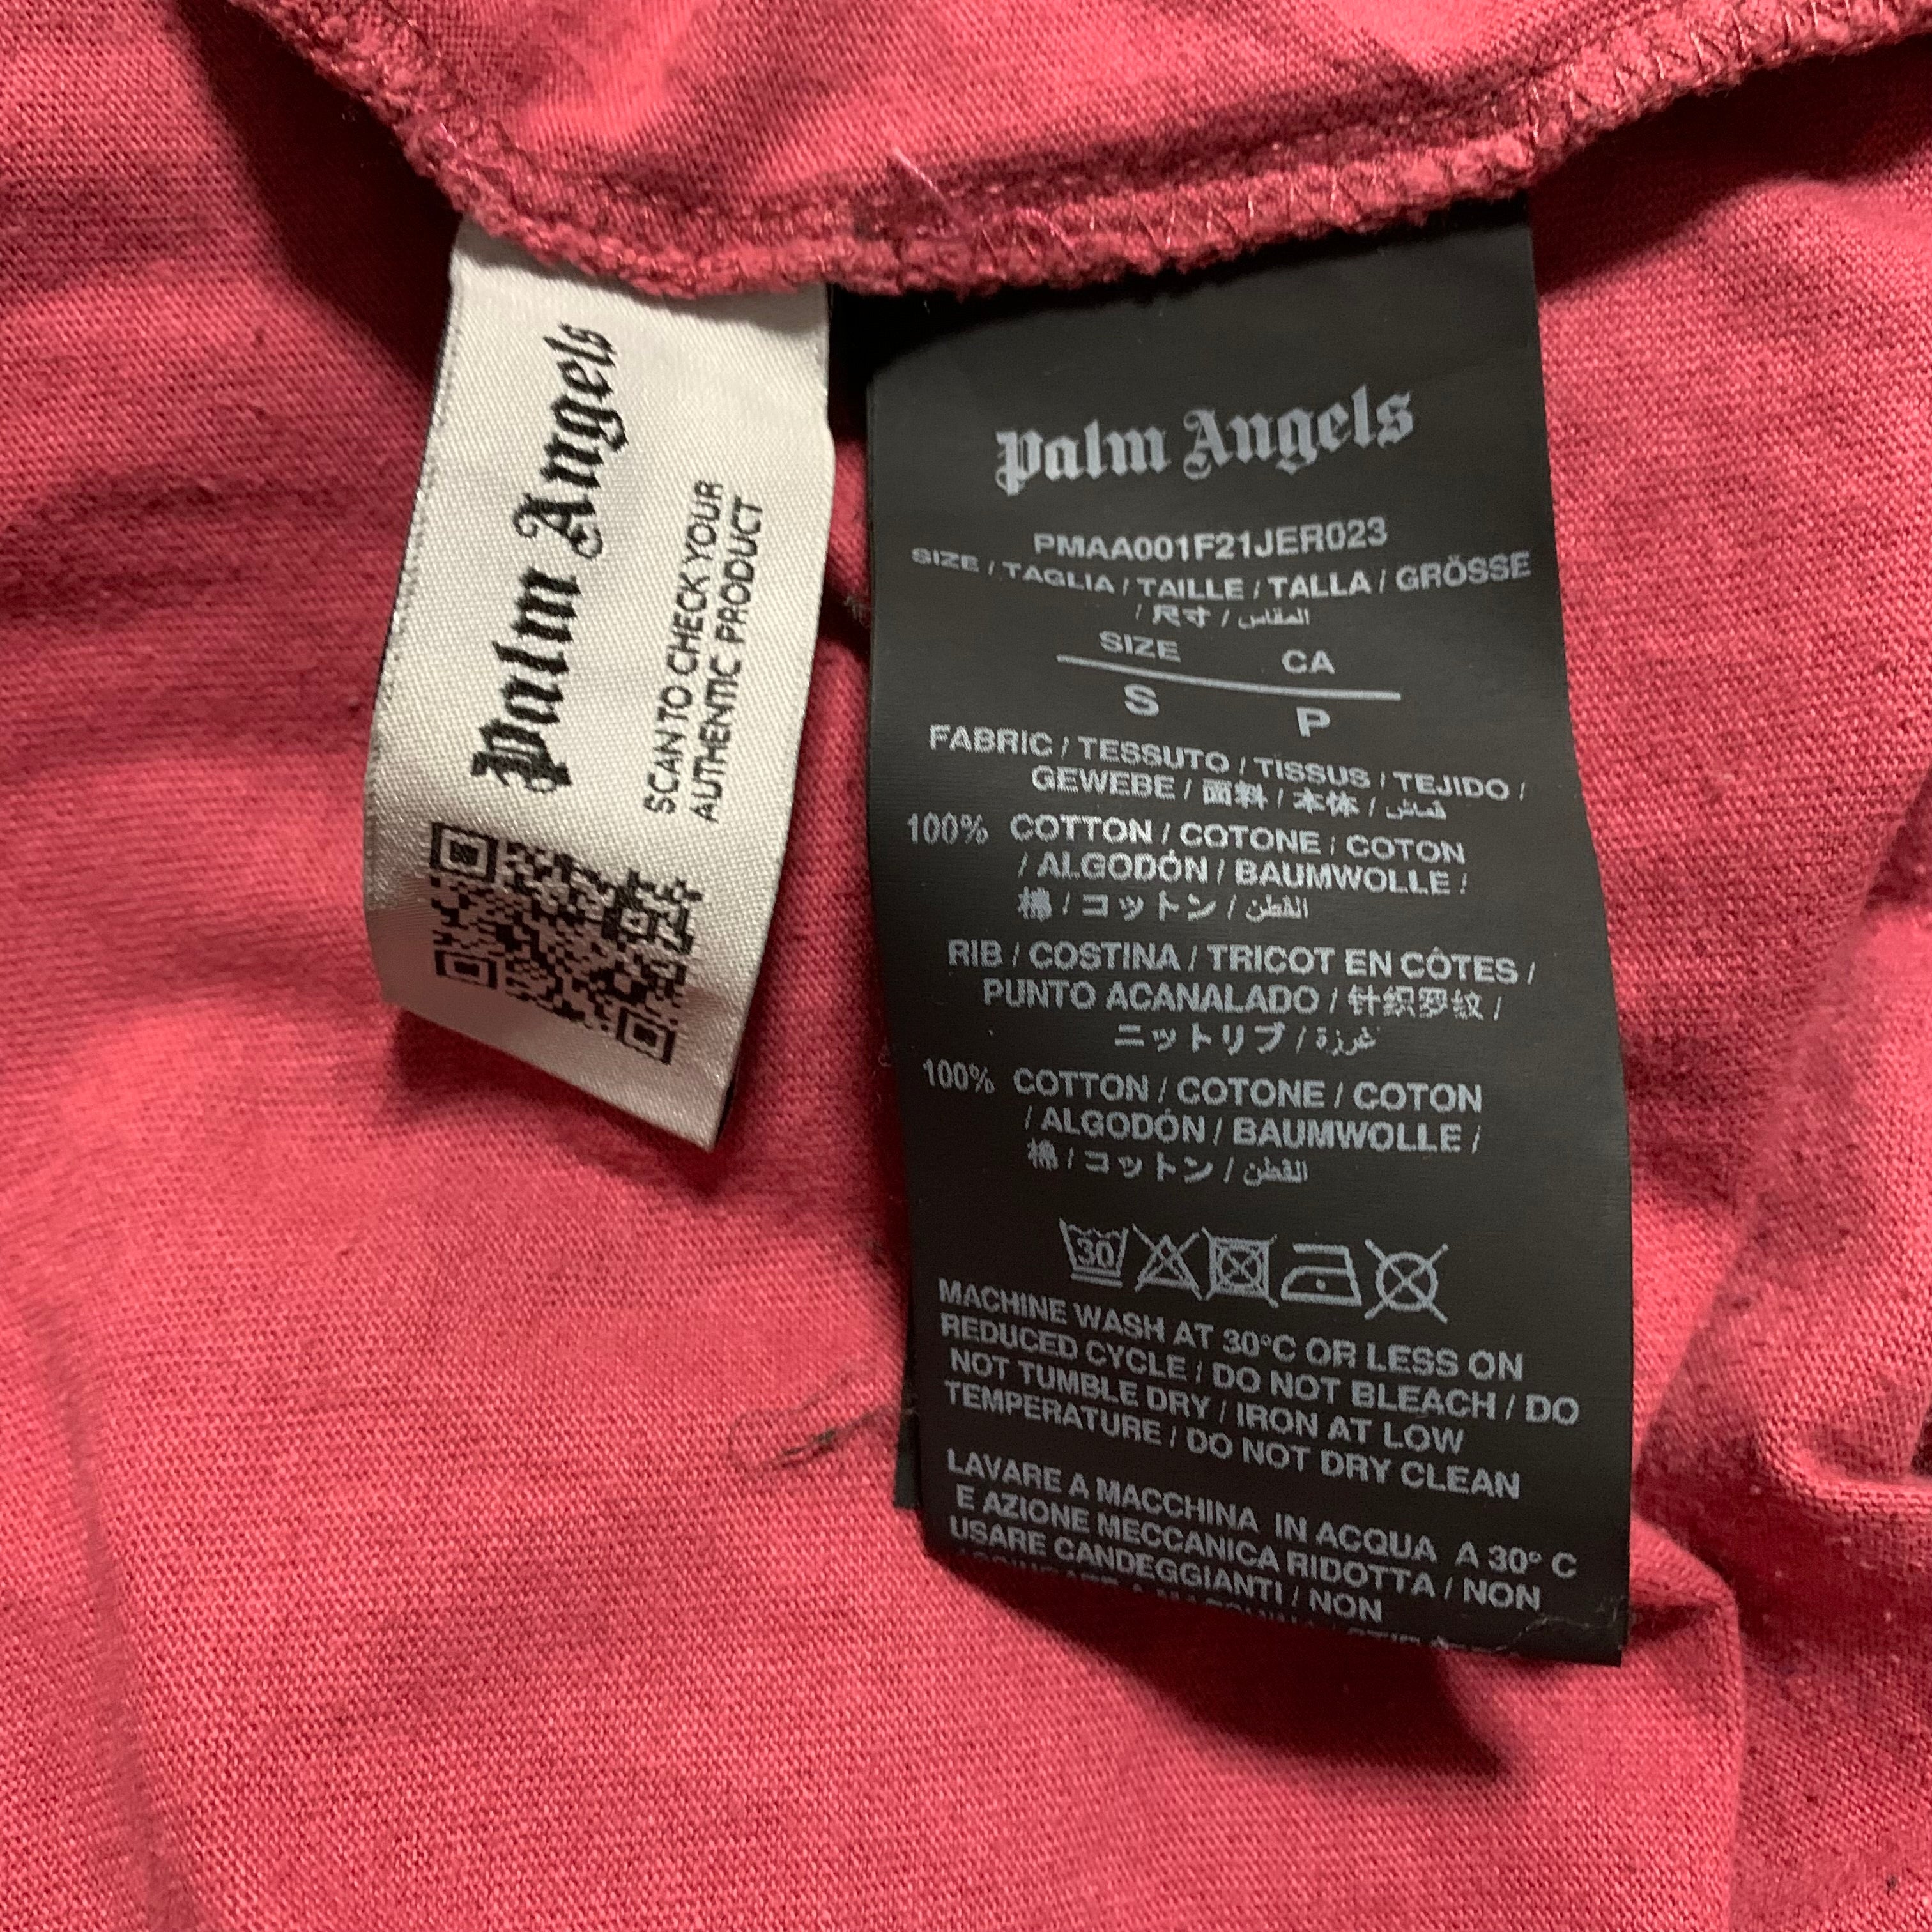 Palm Angels
SCAN TO CHECK YOUR
AUTHENTIC PRODUCT
Palm Angels
PMAA001F21JER023
SIZE / TAGLIA / TAILLE / TALLA / GRÖSSE
/ 尺寸 / المقاس
SIZE CA
S P
FABRIC / TESSUTO / TISSUS / TEJIDO /
GEWEBE / 面料 / 本体 / قماش
100% COTTON / COTONE / COTON
/ ALGODÓN / BAUMWOLLE /
棉 / コットン / القطن
RIB / COSTINA / TRICOT EN CÔTES /
PUNTO ACANALADO / 针织罗纹 /
ニットリブ / غرزة
100% COTTON / COTONE / COTON
/ ALGODÓN / BAUMWOLLE /
棉 / コットン / القطن
30
MACHINE WASH AT 30°C OR LESS ON
REDUCED CYCLE / DO NOT BLEACH / DO
NOT TUMBLE DRY / IRON AT LOW
TEMPERATURE / DO NOT DRY CLEAN
LAVARE A MACCHINA IN ACQUA A 30° C
E AZIONE MECCANICA RIDOTTA / NON
USARE CANDEGGIANTI / NON